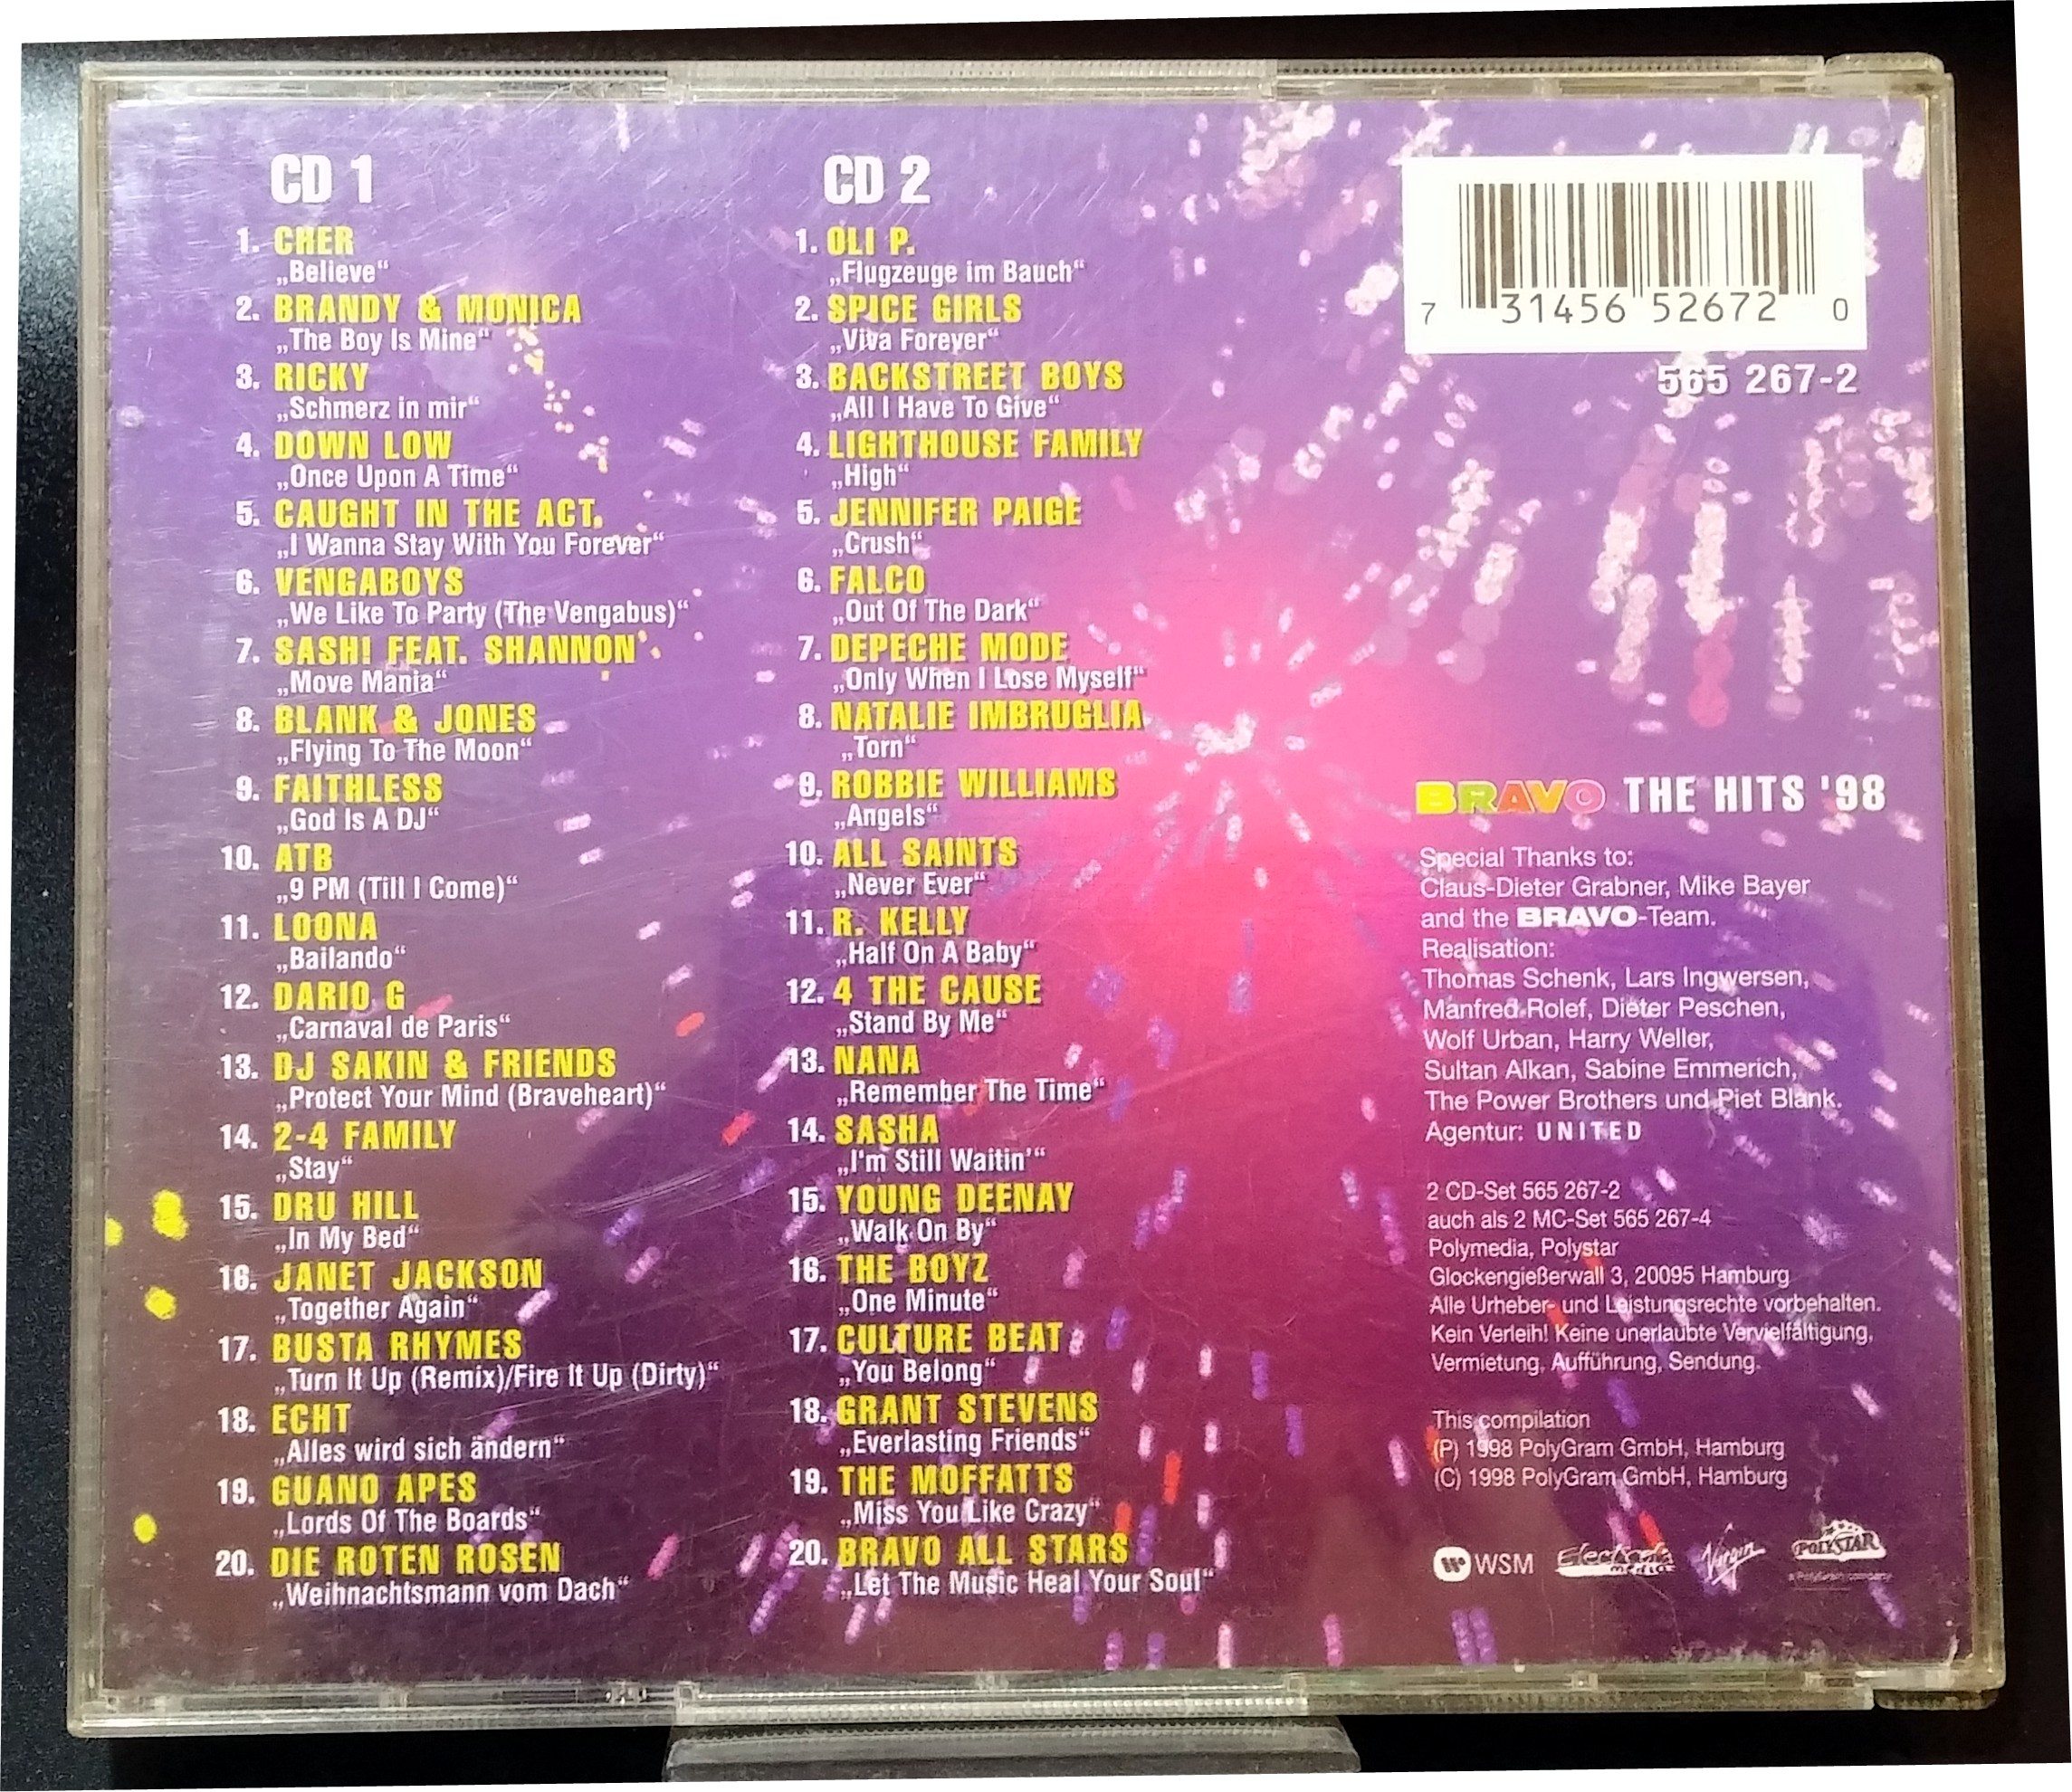 CD 1
1. CHER
„Believe“
2. BRANDY & MONICA
„The Boy Is Mine“
3. RICKY
„Schmerz in mir“
4. DOWN LOW
„Once Upon A Time“
5. CAUGHT IN THE ACT.
„I Wanna Stay With You Forever“
6. VENGABOYS
„We Like To Party (The Vengabus)“
7. SASH! FEAT. SHANNON
„Move Mania“
8. BLANK & JONES
„Flying To The Moon“
9. FAITHLESS
„God Is A DJ“
10. ATB
„9 PM (Till I Come)“
11. LOONA
„Bailando“
12. DARIO G
„Carnaval de Paris“
13. DJ SAKIN & FRIENDS
„Protect Your Mind (Braveheart)“
14. 2-4 FAMILY
„Stay“
15. DRU HILL
„In My Bed“
16. JANET JACKSON
„Together Again“
17. BUSTA RHYMES
„Turn It Up (Remix)/Fire It Up (Dirty)“
18. ECHT
„Alles wird sich ändern“
19. GUANO APES
„Lords Of The Boards“
20. DIE ROTEN ROSEN
„Weihnachtsmann vom Dach“
CD 2
1. OLI P.
„Flugzeuge im Bauch“
2. SPICE GIRLS
„Viva Forever“
3. BACKSTREET BOYS
„All I Have To Give“
4. LIGHTHOUSE FAMILY
„High“
5. JENNIFER PAIGE
„Crush“
6. FALCO
„Out Of The Dark“
7. DEPECHE MODE
„Only When I Lose Myself“
8. NATALIE IMBRUGLIA
„Torn“
9. ROBBIE WILLIAMS
„Angels“
10. ALL SAINTS
„Never Ever“
11. R. KELLY
„Half On A Baby“
12. 4 THE CAUSE
„Stand By Me“
13. NANA
„Remember The Time“
14. SASHA
„I'm Still Waitin'“
15. YOUNG DEENAY
„Walk On By“
16. THE BOYZ
„One Minute“
17. CULTURE BEAT
„You Belong“
18. GRANT STEVENS
„Everlasting Friends“
19. THE MOFFATTS
„Miss You Like Crazy“
20. BRAVO ALL STARS
„Let The Music Heal Your Soul“
7 31456 52672 0
565 267-2
BRAVO THE HITS '98
Special Thanks to:
Claus-Dieter Grabner, Mike Bayer
and the BRAVO-Team.
Realisation:
Thomas Schenk, Lars Ingwersen,
Manfred Rolef, Dieter Peschen,
Wolf Urban, Harry Weller,
Sultan Alkan, Sabine Emmerich,
The Power Brothers und Piet Blank.
Agentur: UNITED
2 CD-Set 565 267-2
auch als 2 MC-Set 565 267-4
Polymedia, Polystar
Glockengießerwall 3, 20095 Hamburg
Alle Urheber- und Leistungsrechte vorbehalten.
Kein Verleih! Keine unerlaubte Vervielfältigung,
Vermietung, Aufführung, Sendung.
This compilation
(P) 1998 PolyGram GmbH, Hamburg
(C) 1998 PolyGram GmbH, Hamburg
WSM Electrola Virgin POLYSTAR
a PolyGram company